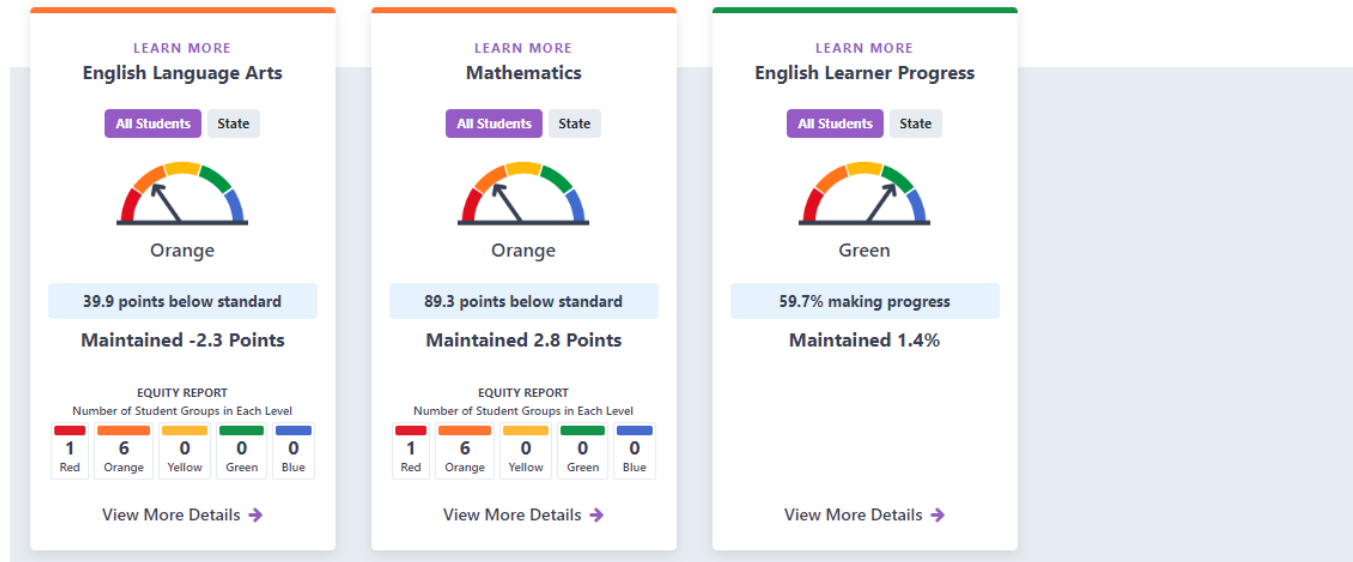 LEARN MORE
English Language Arts
All Students State
Orange
39.9 points below standard
Maintained -2.3 Points
EQUITY REPORT
Number of Student Groups in Each Level
1 6 0 0 0
Red Orange Yellow Green Blue
View More Details
LEARN MORE
Mathematics
All Students State
Orange
89.3 points below standard
Maintained 2.8 Points
EQUITY REPORT
Number of Student Groups in Each Level
1 6 0 0 0
Red Orange Yellow Green Blue
View More Details
LEARN MORE
English Learner Progress
All Students State
Green
59.7% making progress
Maintained 1.4%
View More Details